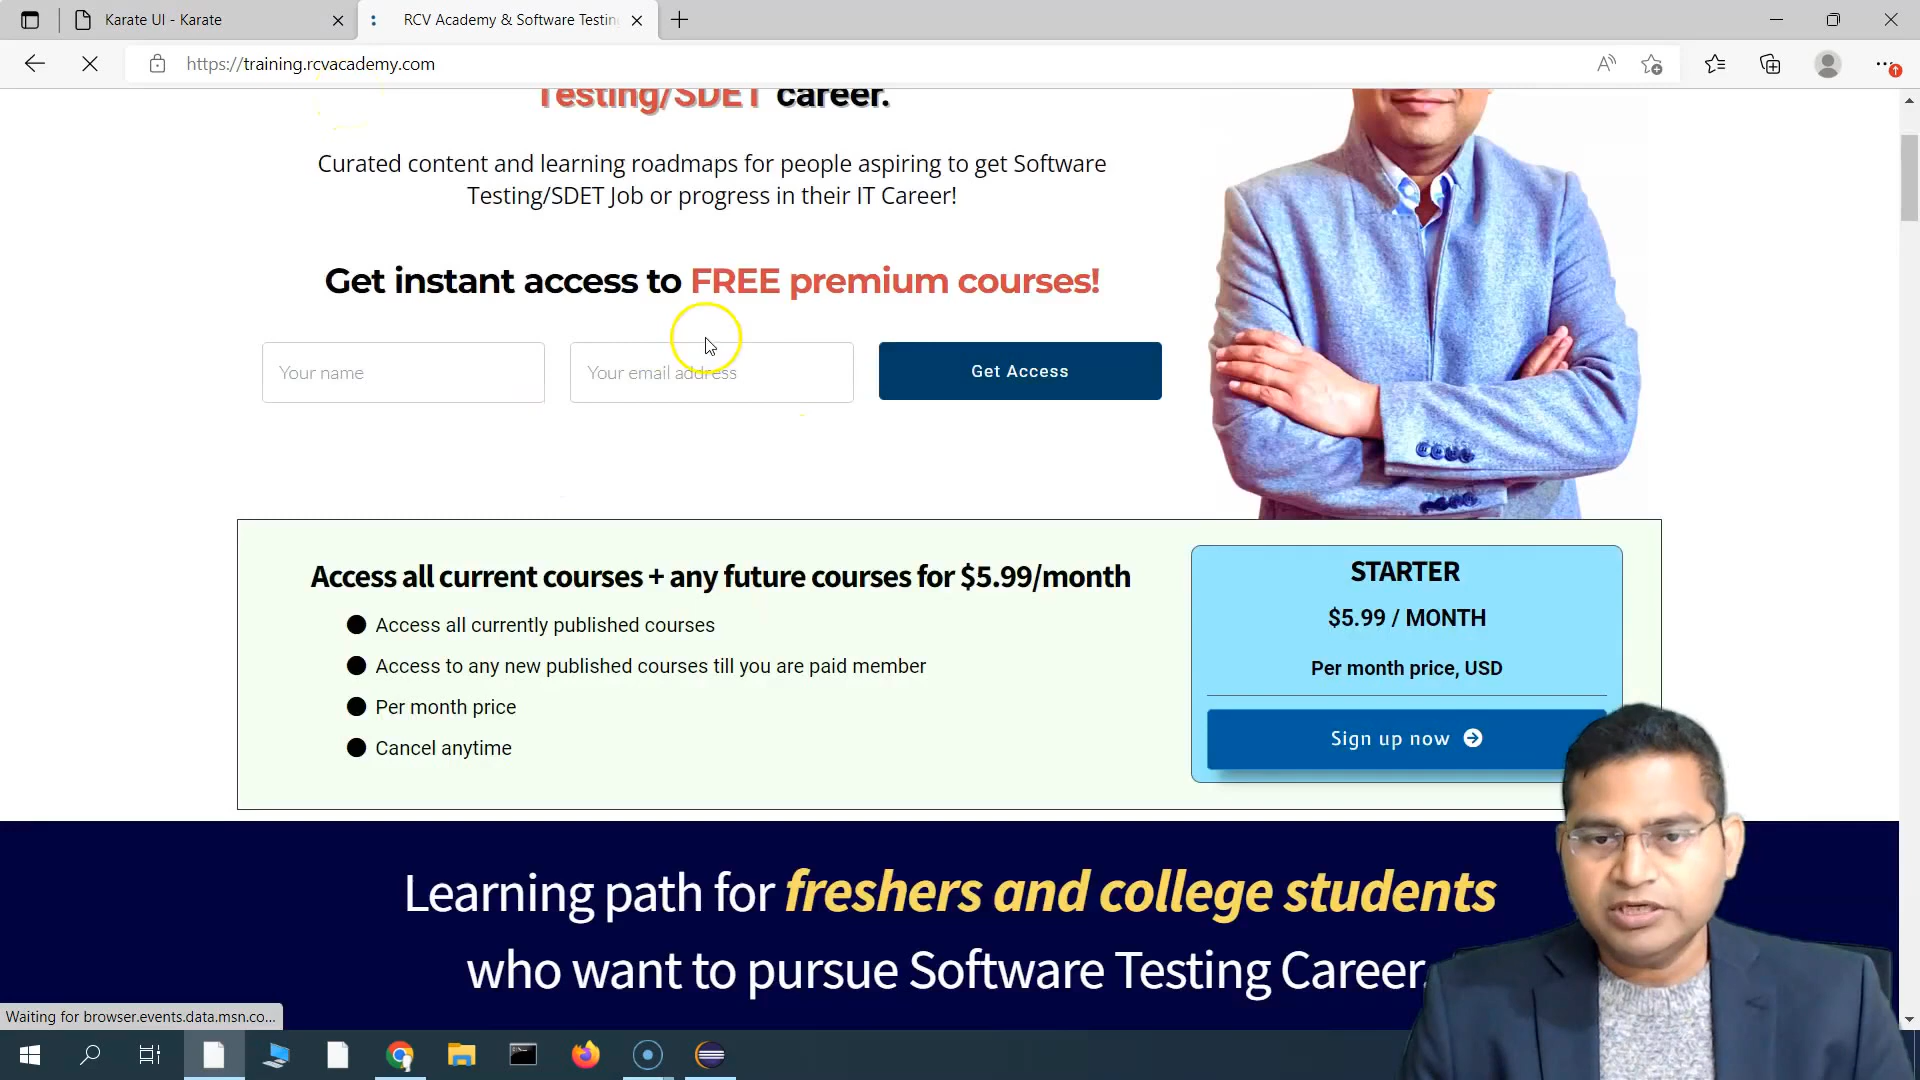 Karate UI - Karate
RCV Academy & Software Testin
https://training.rcvacademy.com
Testing/SDET career.
Curated content and learning roadmaps for people aspiring to get Software
Testing/SDET Job or progress in their IT Career!
Get instant access to FREE premium courses!
Your name
Your email address
Get Access
Access all current courses + any future courses for $5.99/month
Access all currently published courses
Access to any new published courses till you are paid member
Per month price
Cancel anytime
STARTER
$5.99 / MONTH
Per month price, USD
Sign up now
Learning path for freshers and college students
who want to pursue Software Testing Career.
Waiting for browser.events.data.msn.co...